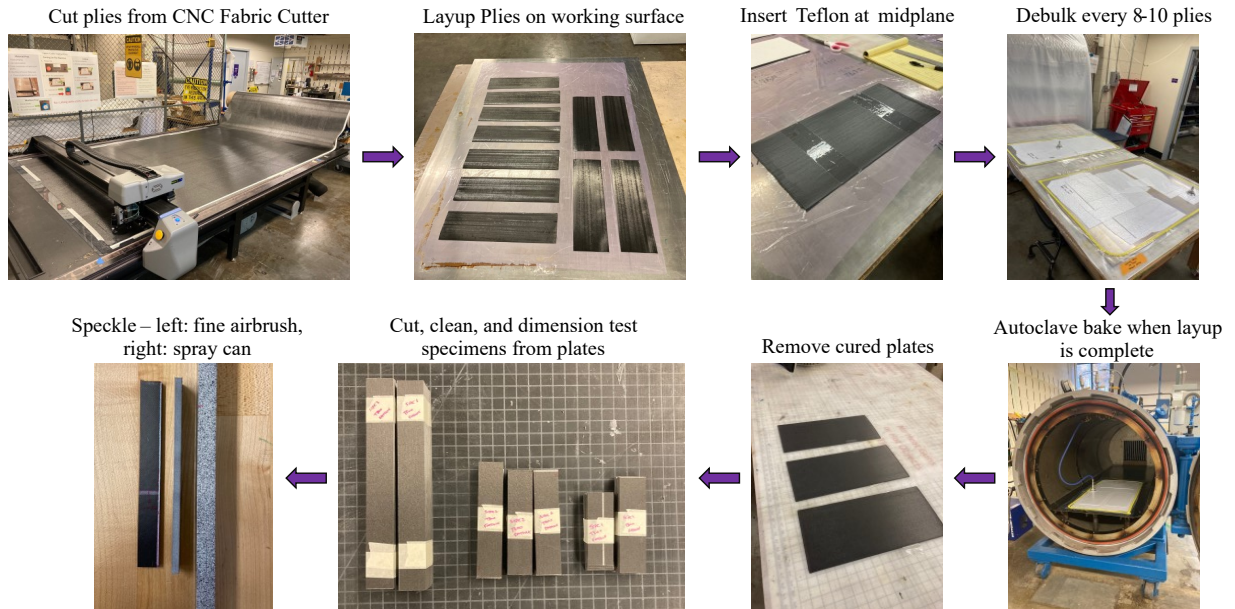 Cut plies from CNC Fabric Cutter
Layup Plies on working surface
Insert Teflon at midplane
Debulk every 8-10 plies
CAUTION
CAUTION
Speckle – left: fine airbrush,
right: spray can
Cut, clean, and dimension test
specimens from plates
Remove cured plates
Autoclave bake when layup
is complete